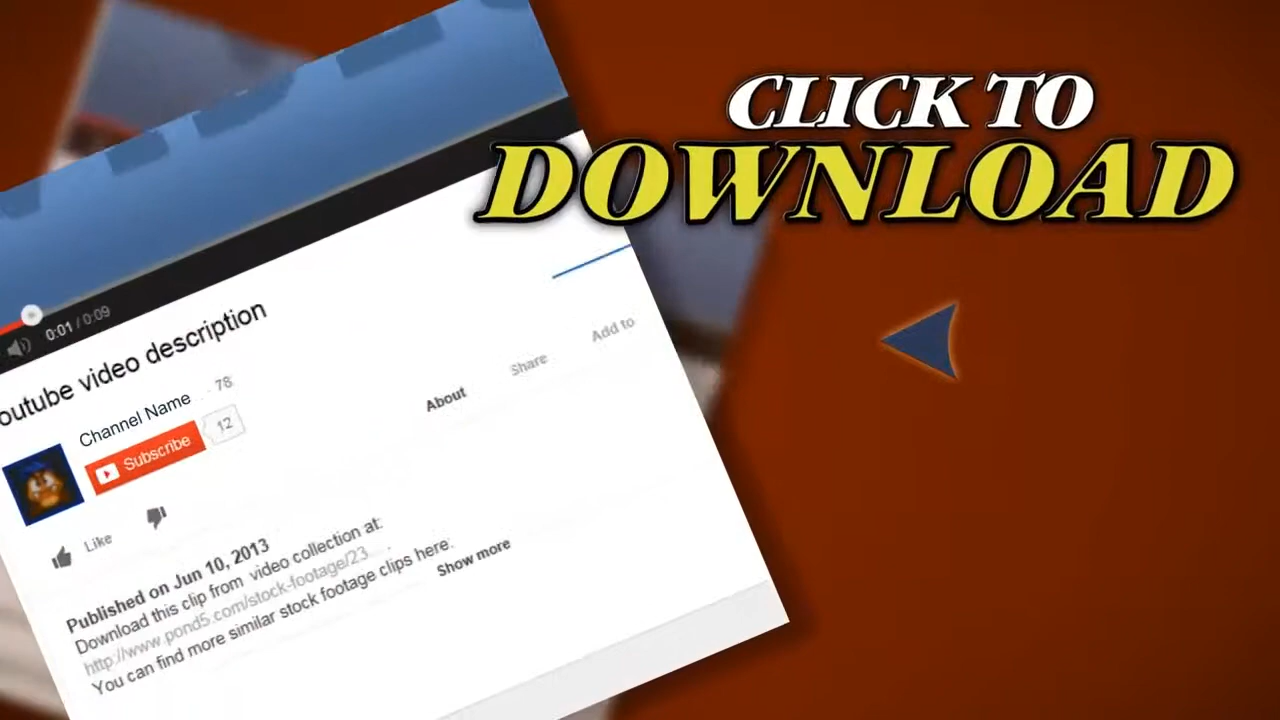 CLICK TO
DOWNLOAD
0:01 / 0:09
outube video description
Channel Name
78
Subscribe
12
Like
About
Share
Add to
Published on Jun 10, 2013
Download this clip from video collection at:
http://www.pond5.com/stock-footage/23
You can find more similar stock footage clips here:
Show more